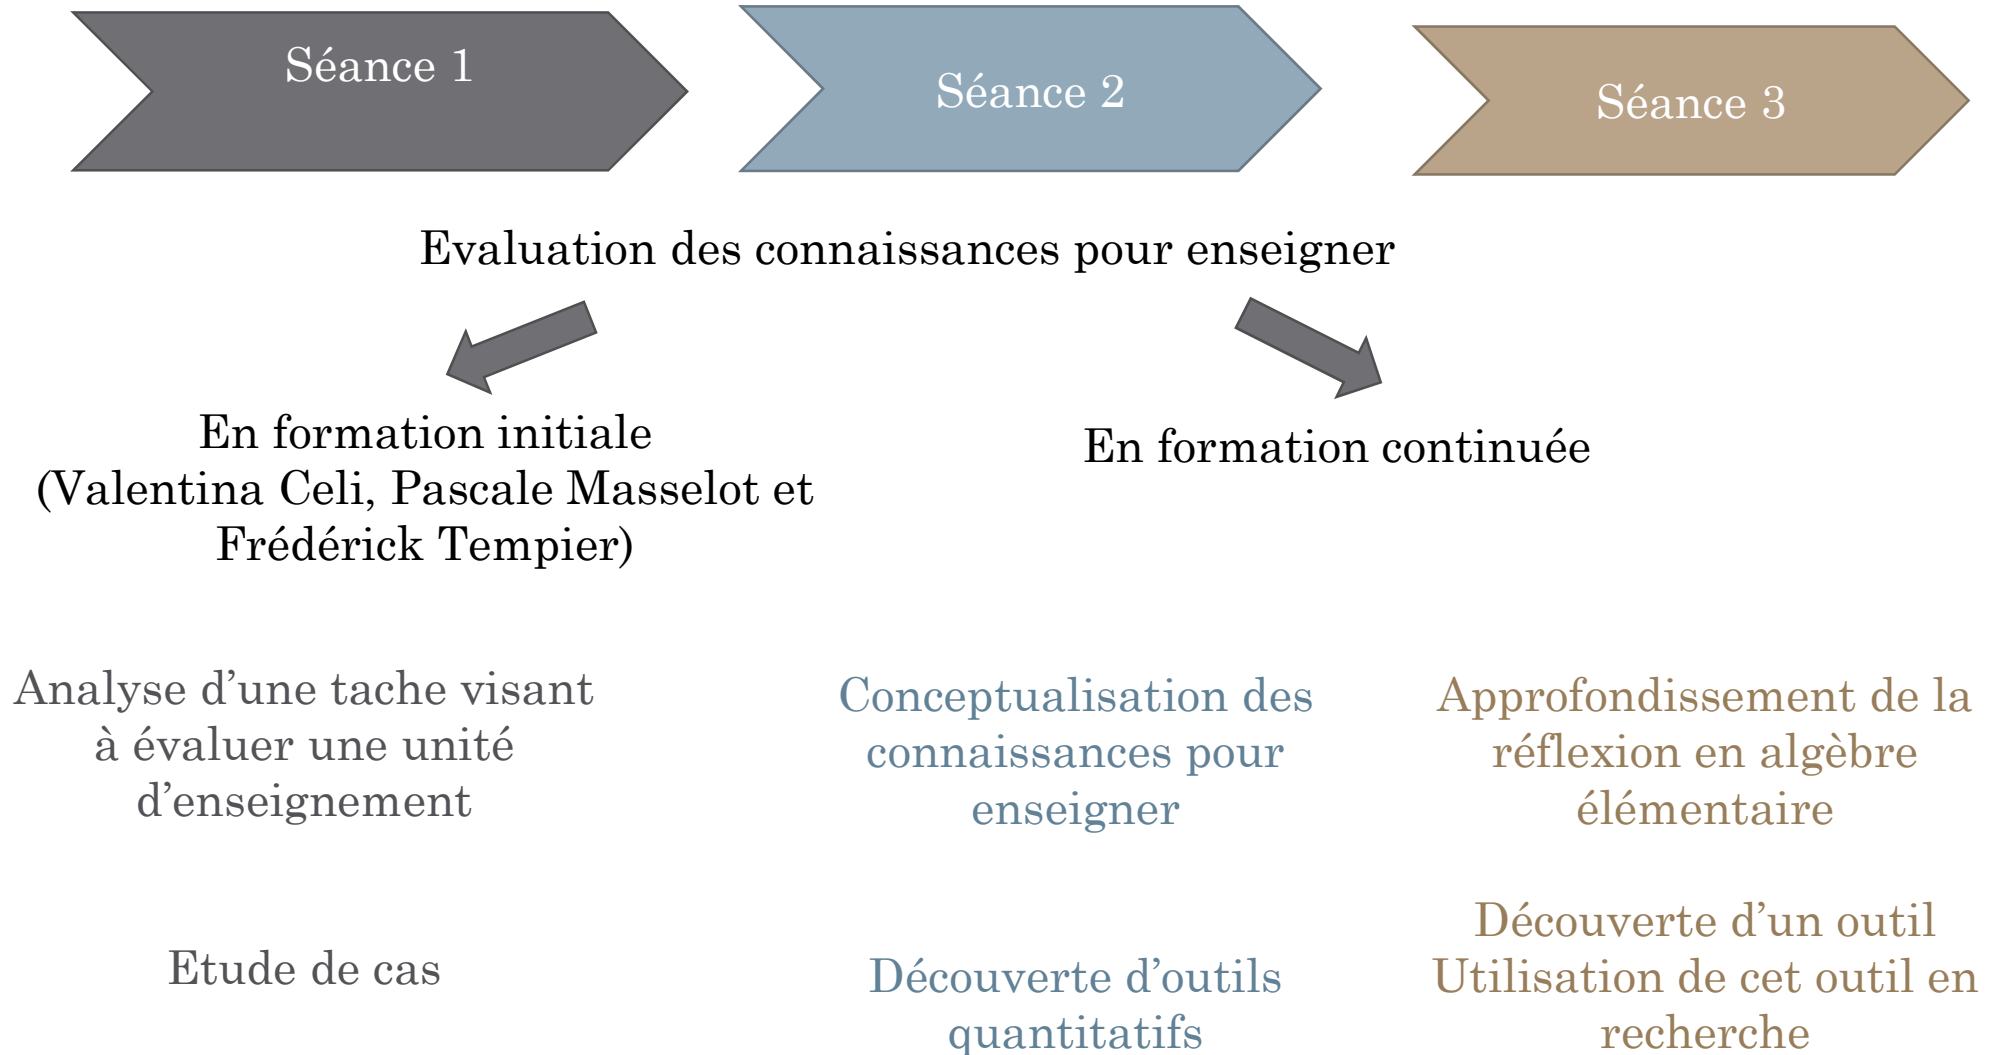 Séance 1
Séance 2
Séance 3
Evaluation des connaissances pour enseigner
En formation initiale
(Valentina Celi, Pascale Masselot et
Frédérick Tempier)
En formation continuée
Analyse d'une tache visant
à évaluer une unité
d'enseignement
Conceptualisation des
connaissances pour
enseigner
Approfondissement de la
réflexion en algèbre
élémentaire
Etude de cas
Découverte d'outils
quantitatifs
Découverte d'un outil
Utilisation de cet outil en
recherche